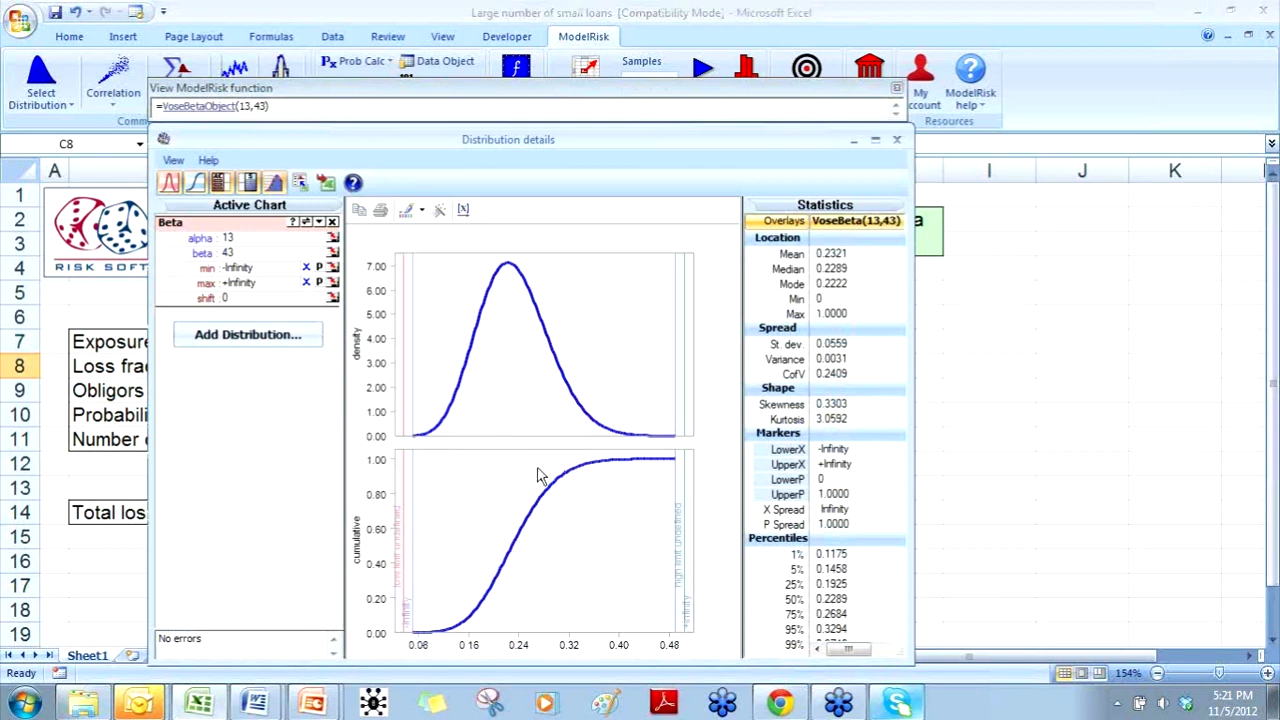 Large number of small loans [Compatibility Mode] - Microsoft Excel
Home Insert Page Layout Formulas Data Review View Developer ModelRisk
Select Distribution
Correlation
Prob Calc
Data Object
Samples
My account
ModelRisk help
Resources
View ModelRisk function
=VoseBetaObject(13,43)
C8
Distribution details
View Help
A I J K
1
2
3
4
5
6
7
8
9
10
11
12
13
14
15
16
17
18
19
RISK SOFT
a
Exposure
Loss fra
Obligors
Probabili
Number
Total los
Active Chart
Beta
alpha : 13
beta : 43
min : -Infinity x P
max : +Infinity x P
shift : 0
Add Distribution...
No errors
density
7.00
6.00
5.00
4.00
3.00
2.00
1.00
0.00
cumulative
1.00
0.80
0.60
0.40
0.20
0.00
0.08 0.16 0.24 0.32 0.40 0.48
-Infinity
high limit undefined
+Infinity
Statistics
Overlays VoseBeta(13,43)
Location
Mean 0.2321
Median 0.2289
Mode 0.2222
Min 0
Max 1.0000
Spread
St. dev. 0.0559
Variance 0.0031
CofV 0.2409
Shape
Skewness 0.3303
Kurtosis 3.0592
Markers
LowerX -Infinity
UpperX +Infinity
LowerP 0
UpperP 1.0000
X Spread Infinity
P Spread 1.0000
Percentiles
1% 0.1175
5% 0.1458
25% 0.1925
50% 0.2289
75% 0.2684
95% 0.3294
99%
Sheet1
Ready
154%
5:21 PM
11/5/2012